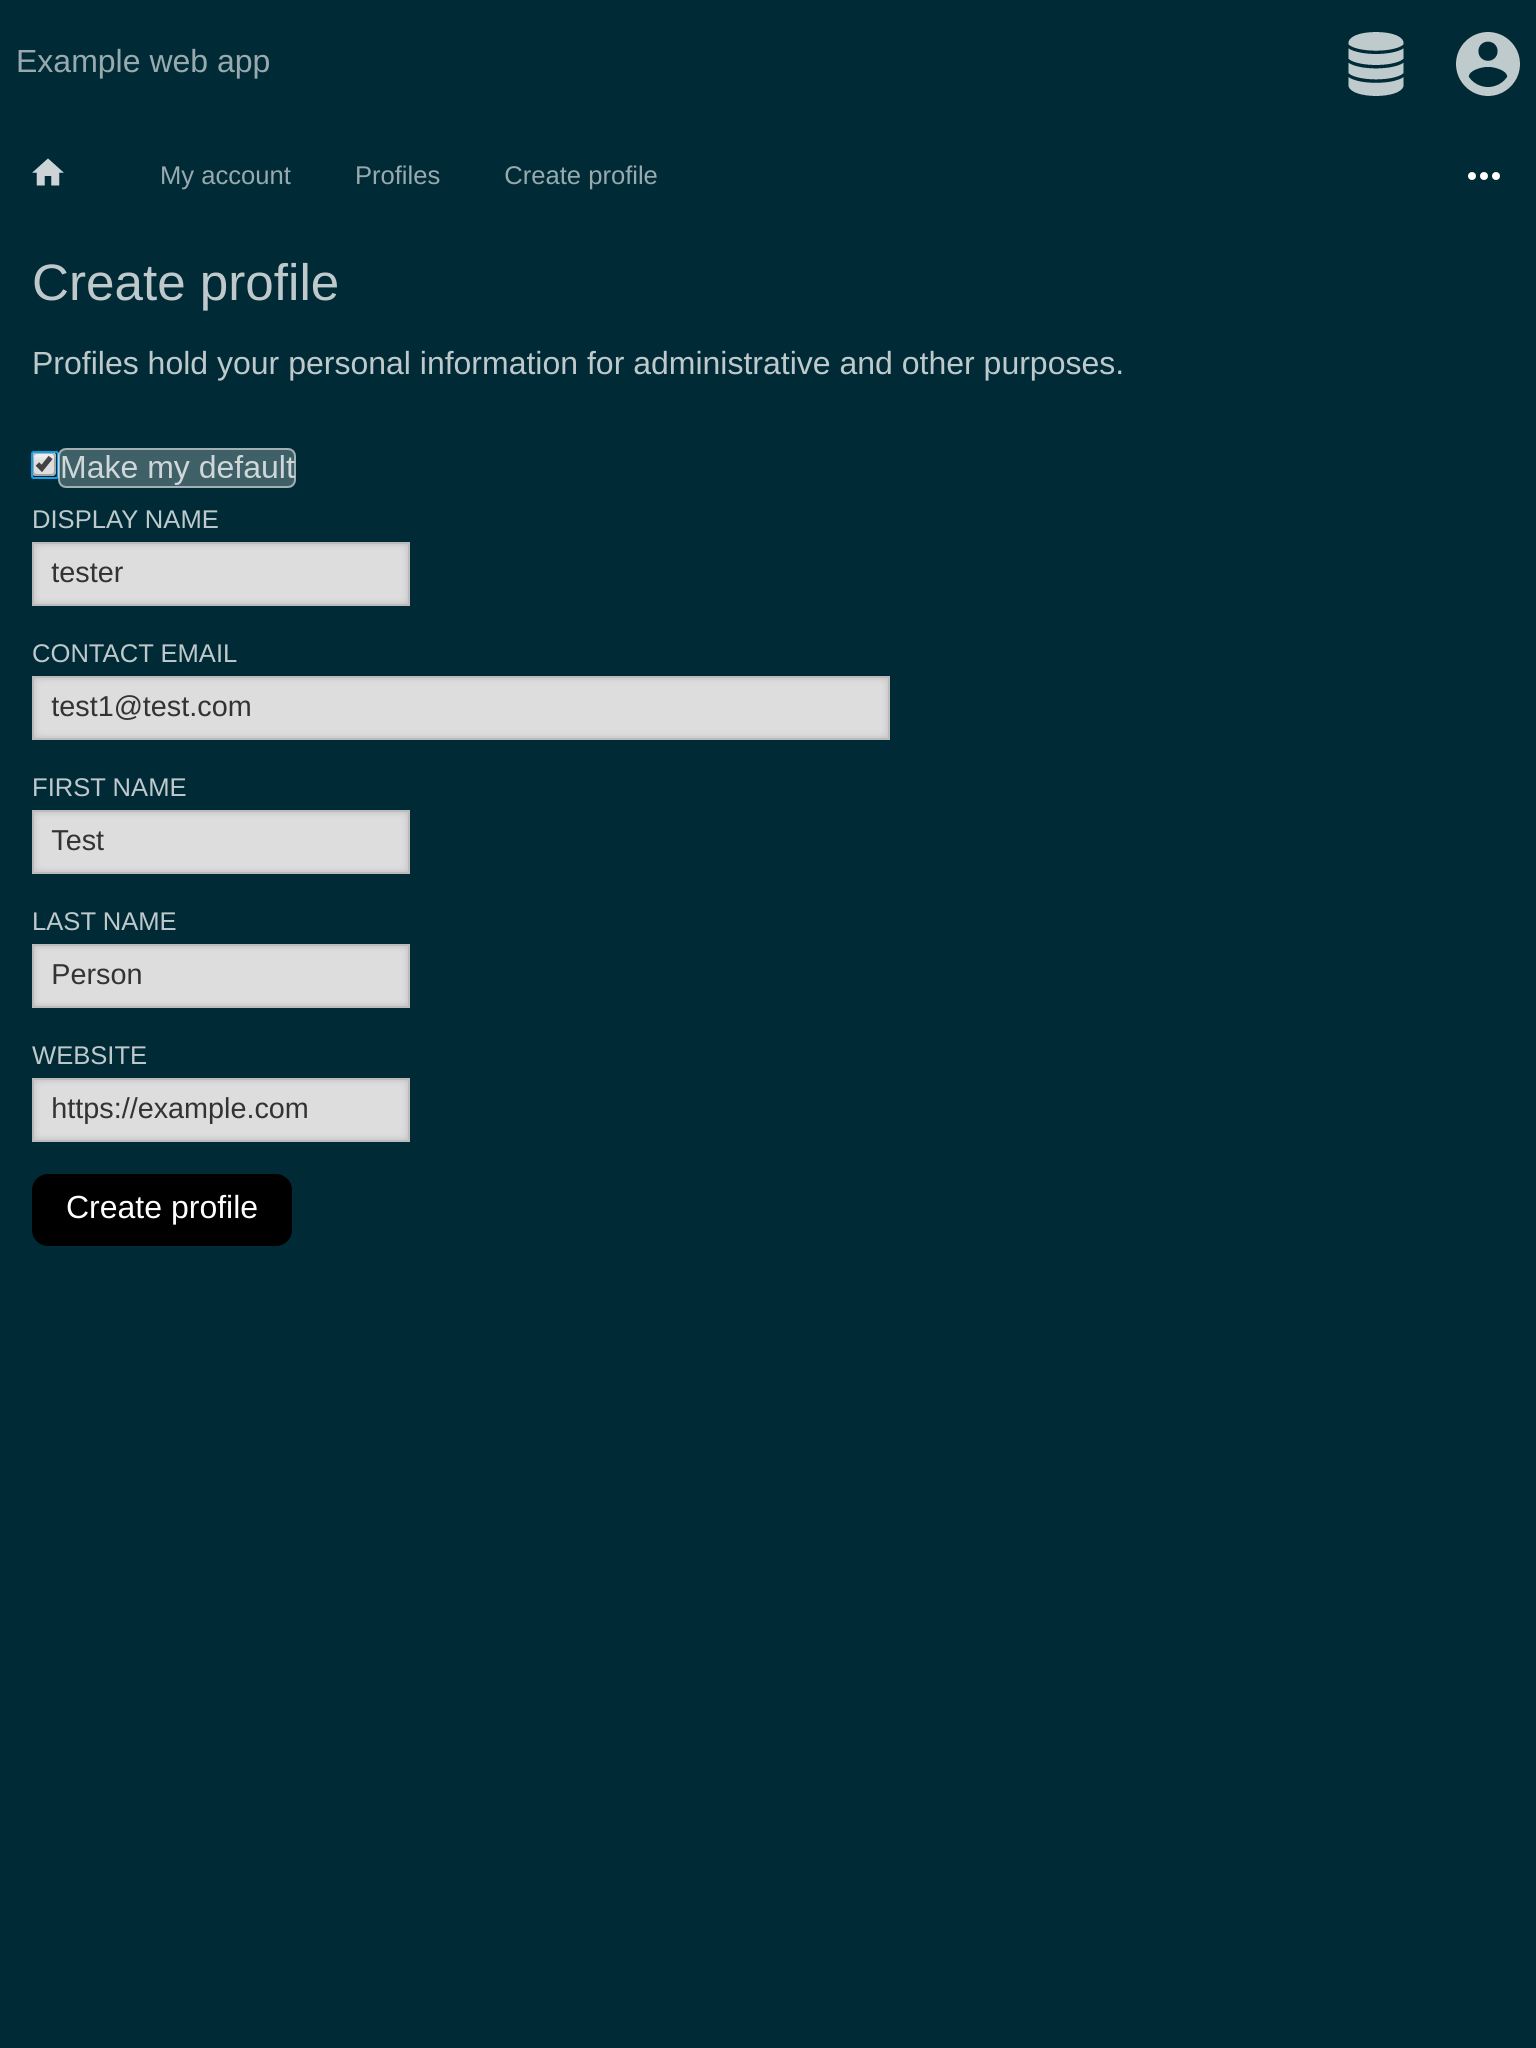 Example web app
My account Profiles Create profile
Create profile
Profiles hold your personal information for administrative and other purposes.
Make my default
DISPLAY NAME
tester
CONTACT EMAIL
test1@test.com
FIRST NAME
Test
LAST NAME
Person
WEBSITE
https://example.com
Create profile